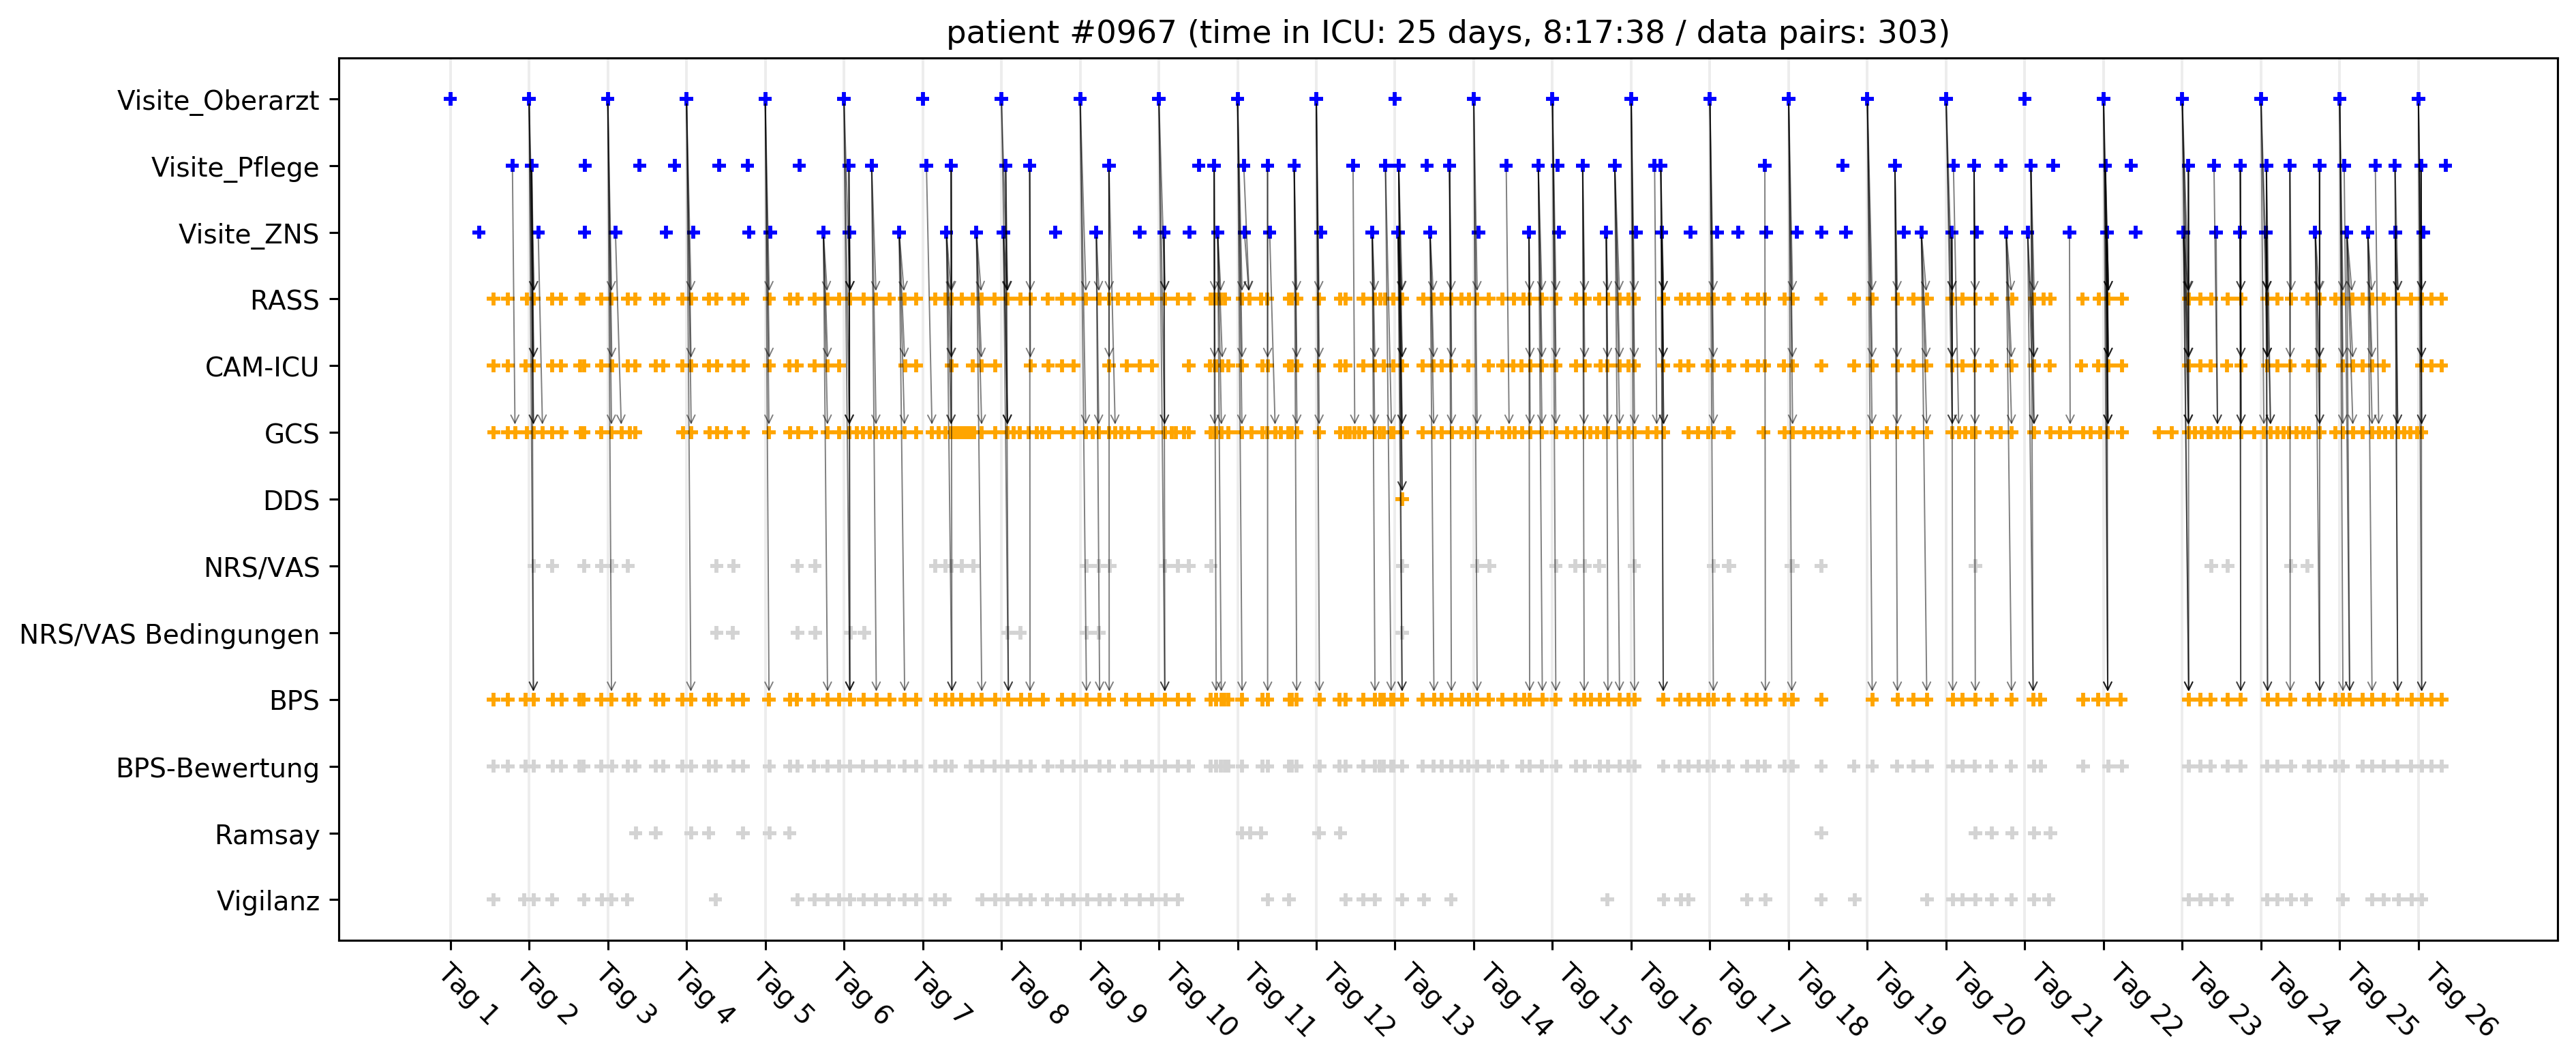 patient #0967 (time in ICU: 25 days, 8:17:38 / data pairs: 303)
Visite_Oberarzt
Visite_Pflege
Visite_ZNS
RASS
CAM-ICU
GCS
DDS
NRS/VAS
NRS/VAS Bedingungen
BPS
BPS-Bewertung
Ramsay
Vigilanz
Tag 1
Tag 2
Tag 3
Tag 4
Tag 5
Tag 6
Tag 7
Tag 8
Tag 9
Tag 10
Tag 11
Tag 12
Tag 13
Tag 14
Tag 15
Tag 16
Tag 17
Tag 18
Tag 19
Tag 20
Tag 21
Tag 22
Tag 23
Tag 24
Tag 25
Tag 26